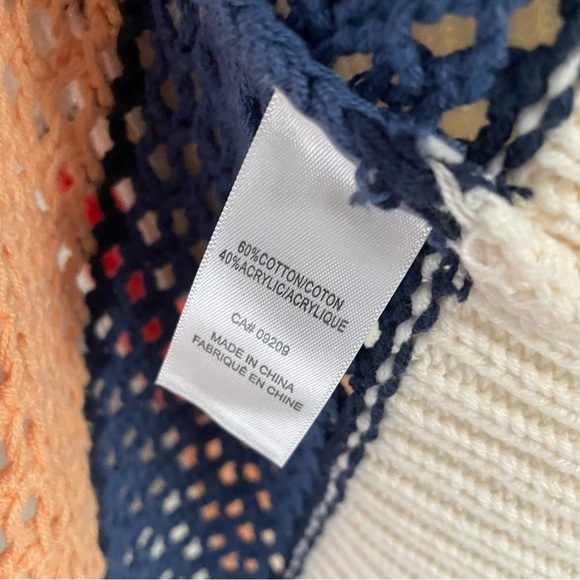 60%COTTON/COTON
40%ACRYLIC/ACRYLIQUE
CA# 09209
MADE IN CHINA
FABRIQUÉ EN CHINE